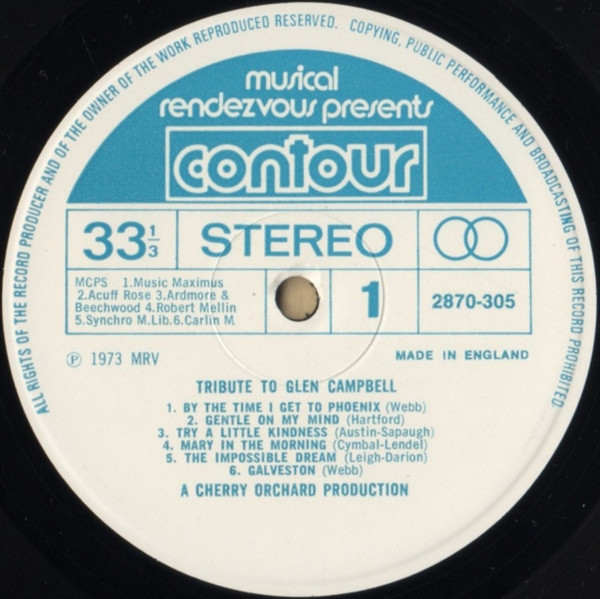 ALL RIGHTS OF THE RECORD PRODUCER AND OF THE OWNER OF THE WORK REPRODUCED RESERVED. COPYING, PUBLIC PERFORMANCE AND BROADCASTING OF THIS RECORD PROHIBITED.
musical
rendezvous presents
contour
33 1/3 STEREO
MCPS 1.Music Maximus
2.Acuff Rose 3.Ardmore &
Beechwood 4.Robert Mellin
5.Synchro M.Lib.6.Carlin M
1
2870-305
℗ 1973 MRV
MADE IN ENGLAND
TRIBUTE TO GLEN CAMPBELL
1. BY THE TIME I GET TO PHOENIX (Webb)
2. GENTLE ON MY MIND (Hartford)
3. TRY A LITTLE KINDNESS (Austin-Sapaugh)
4. MARY IN THE MORNING (Cymbal-Lendel)
5. THE IMPOSSIBLE DREAM (Leigh-Darion)
6. GALVESTON (Webb)
A CHERRY ORCHARD PRODUCTION